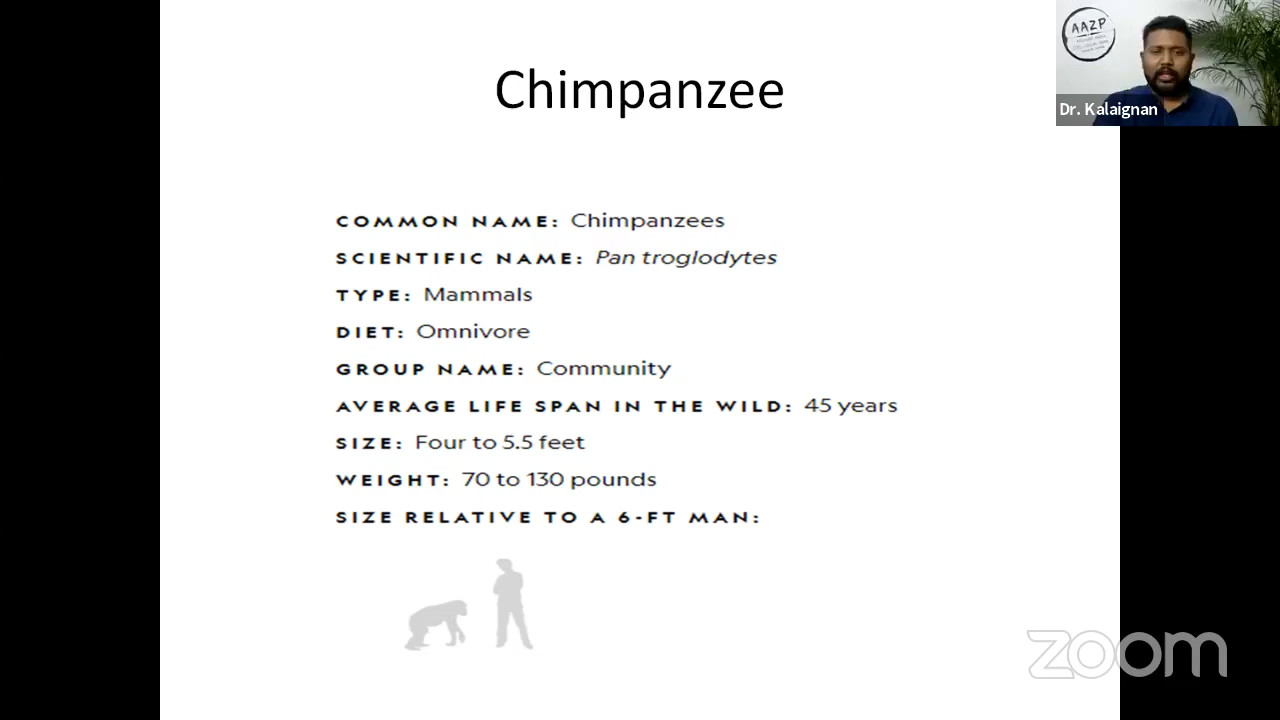 Chimpanzee
AAZP
Dr. Kalaignan
COMMON NAME: Chimpanzees
SCIENTIFIC NAME: Pan troglodytes
TYPE: Mammals
DIET: Omnivore
GROUP NAME: Community
AVERAGE LIFE SPAN IN THE WILD: 45 years
SIZE: Four to 5.5 feet
WEIGHT: 70 to 130 pounds
SIZE RELATIVE TO A 6-FT MAN:
zoom